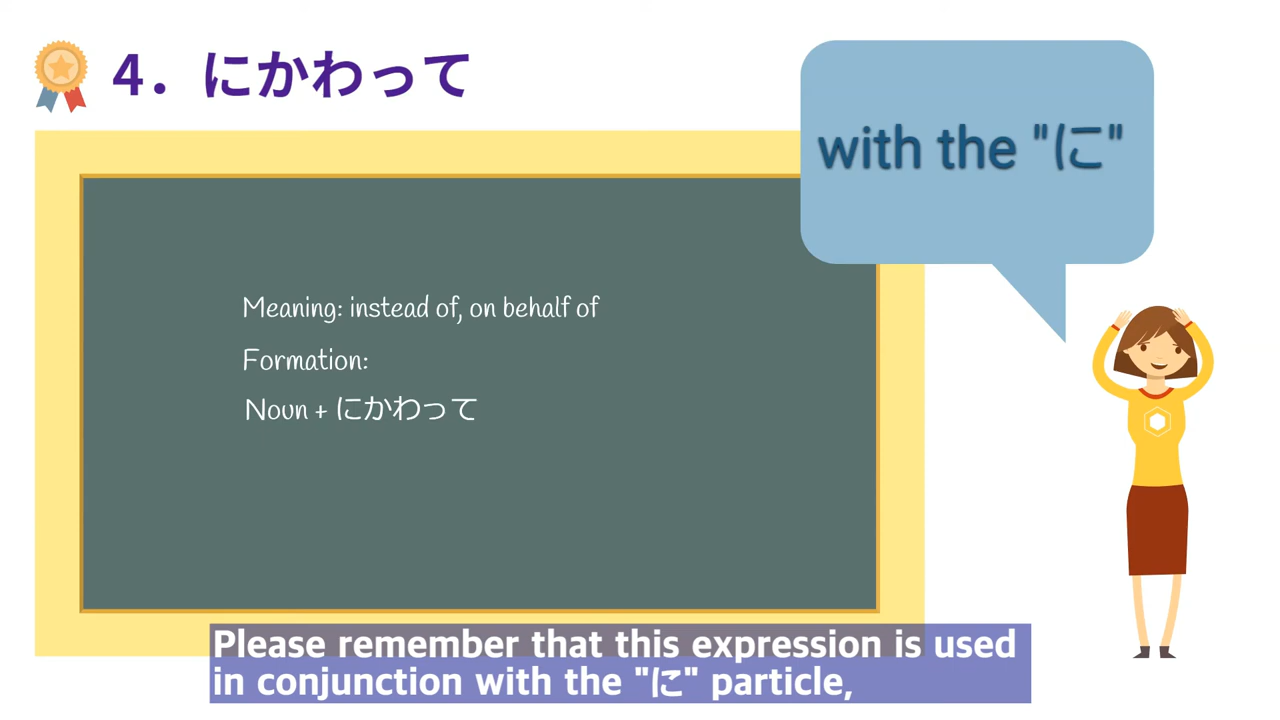 4. にかわって
with the "に"
Meaning: instead of, on behalf of
Formation:
Noun + にかわって
Please remember that this expression is used
in conjunction with the "に" particle,